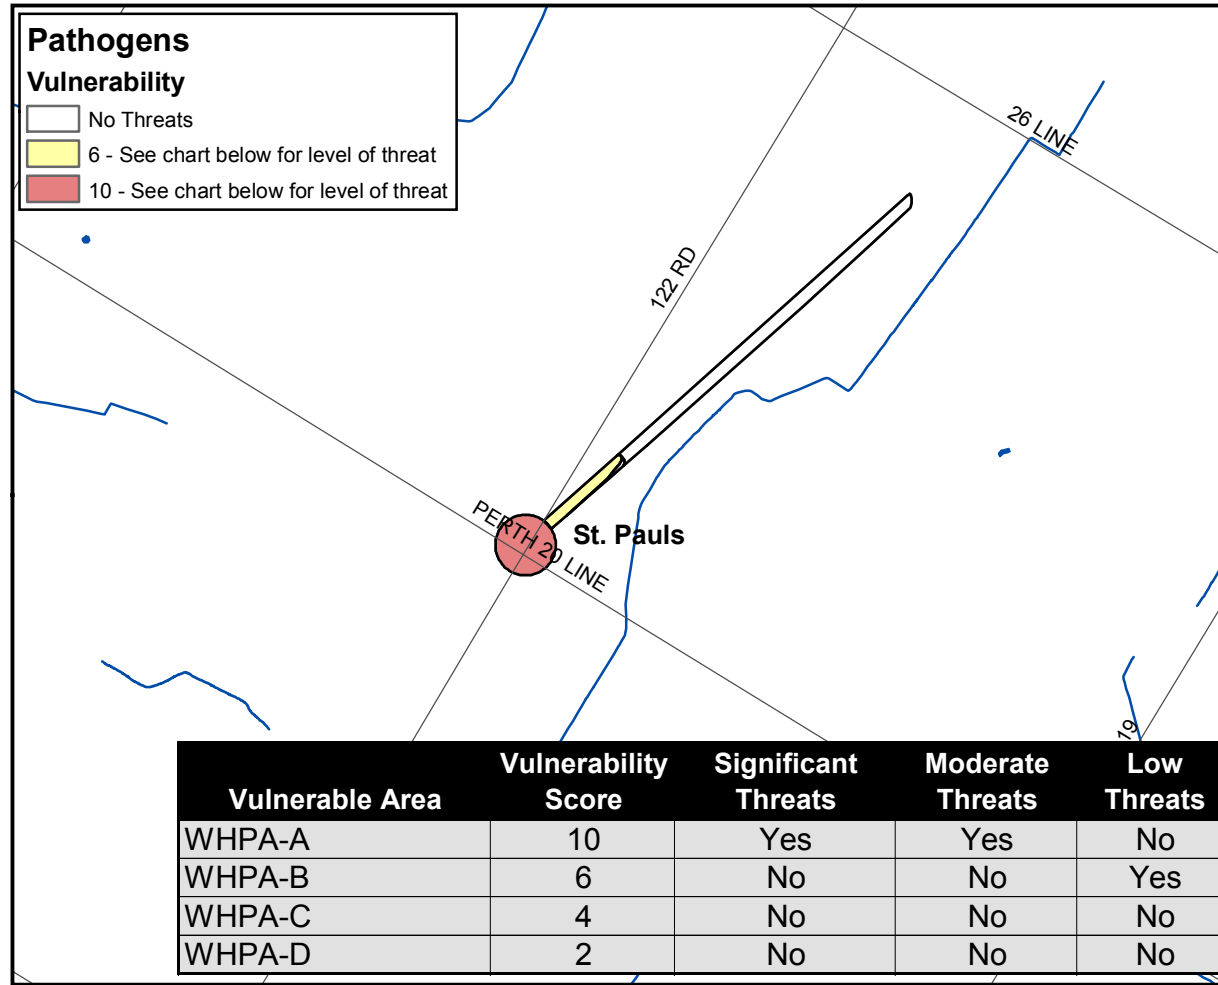 Pathogens
Vulnerability
No Threats
6 - See chart below for level of threat
10 - See chart below for level of threat
26 LINE
122 RD
PERTH 20 LINE
St. Pauls
19
Vulnerable Area Vulnerability Score Significant Threats Moderate Threats Low Threats
WHPA-A 10 Yes Yes No
WHPA-B 6 No No Yes
WHPA-C 4 No No No
WHPA-D 2 No No No